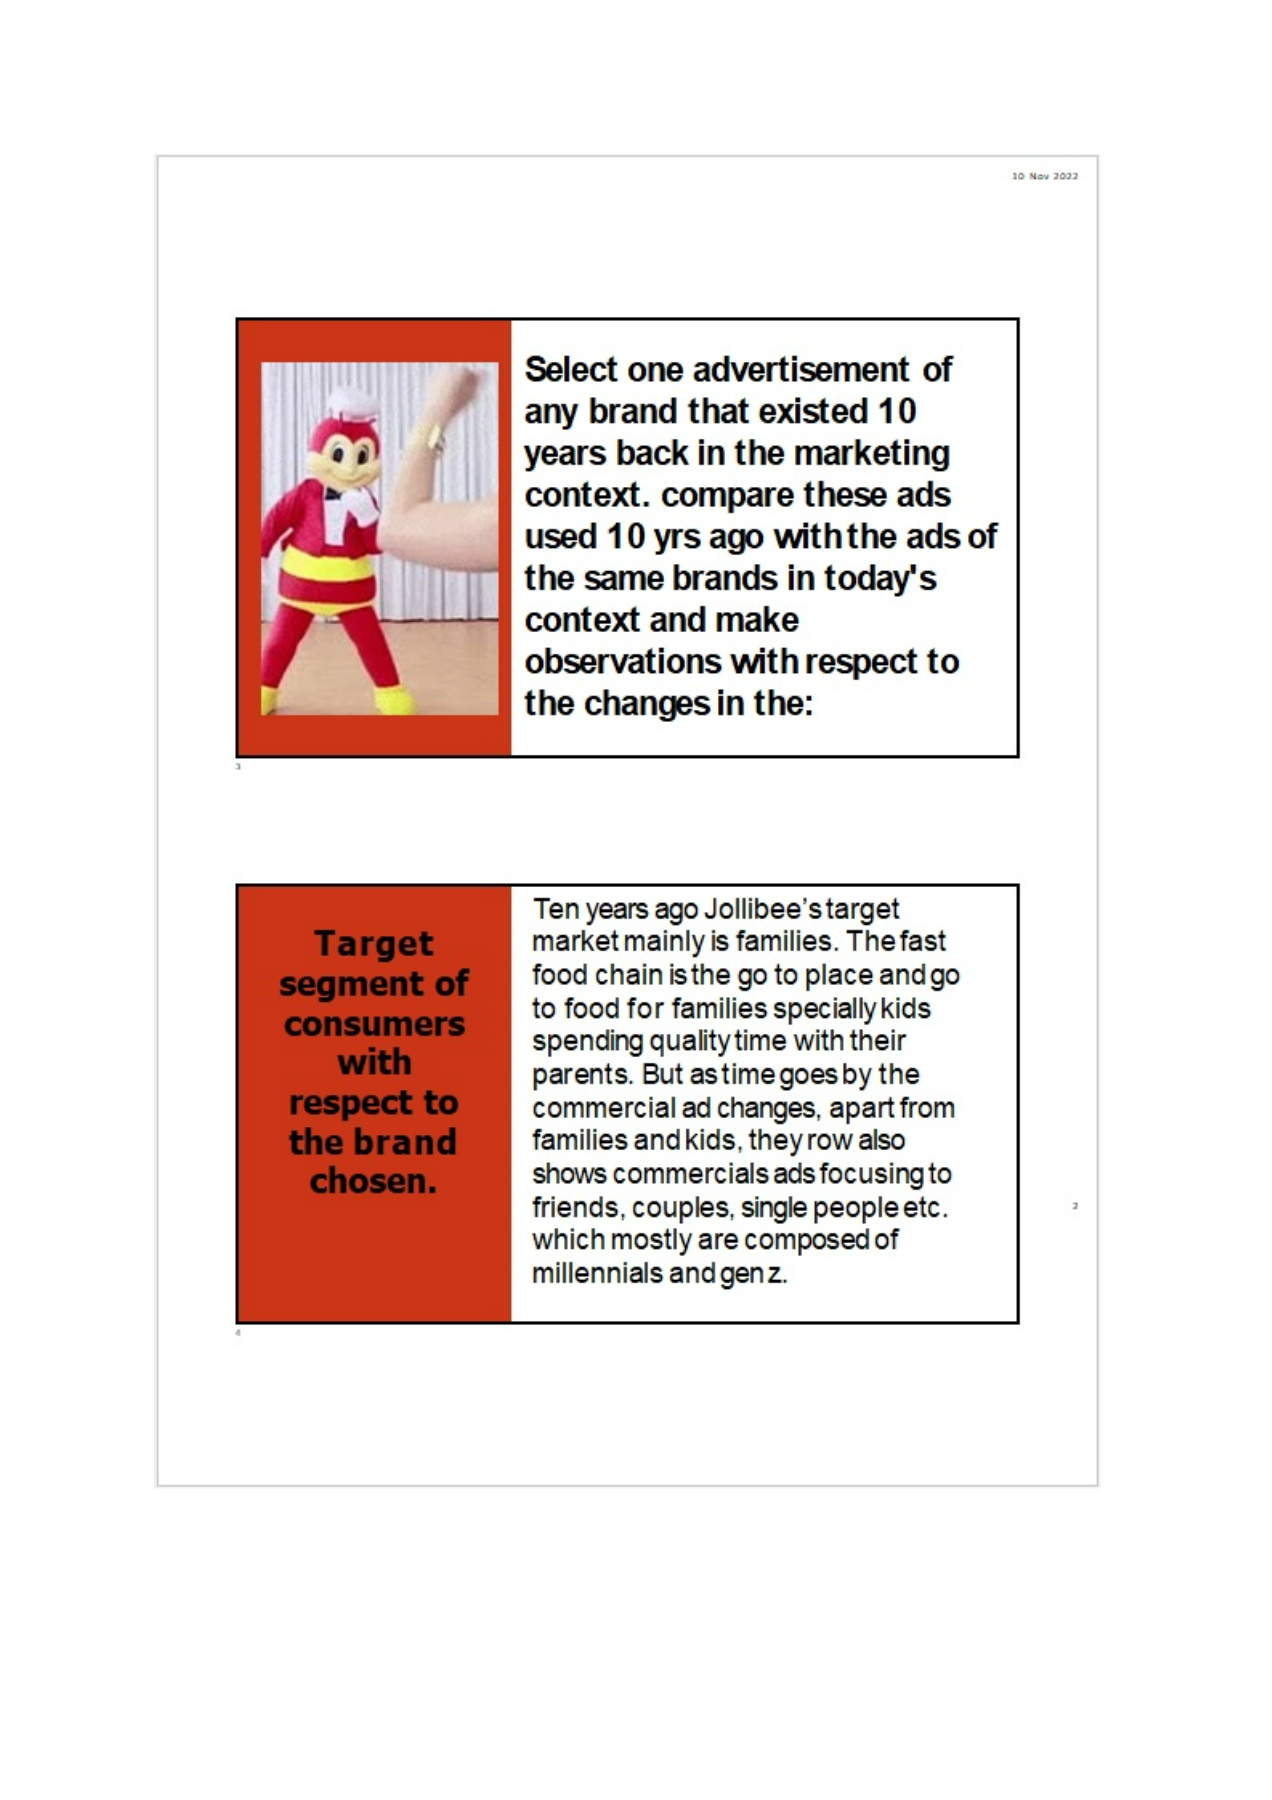 10 Nov 2022
Select one advertisement of
any brand that existed 10
years back in the marketing
context. compare these ads
used 10 yrs ago with the ads of
the same brands in today's
context and make
observations with respect to
the changes in the:
3
Target
segment of
consumers
with
respect to
the brand
chosen.
Ten years ago Jollibee’s target
market mainly is families. The fast
food chain is the go to place and go
to food for families specially kids
spending quality time with their
parents. But as time goes by the
commercial ad changes, apart from
families and kids, they row also
shows commercials ads focusing to
friends, couples, single people etc.
which mostly are composed of
millennials and gen z.
2
4